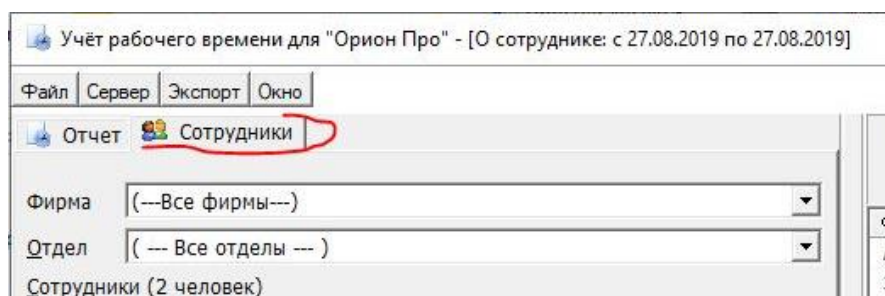 Учёт рабочего времени для "Орион Про" - [О сотруднике: с 27.08.2019 по 27.08.2019]
Файл Сервер Экспорт Окно
Отчет Сотрудники
Фирма (---Все фирмы---)
Отдел ( --- Все отделы --- )
Сотрудники (2 человек)